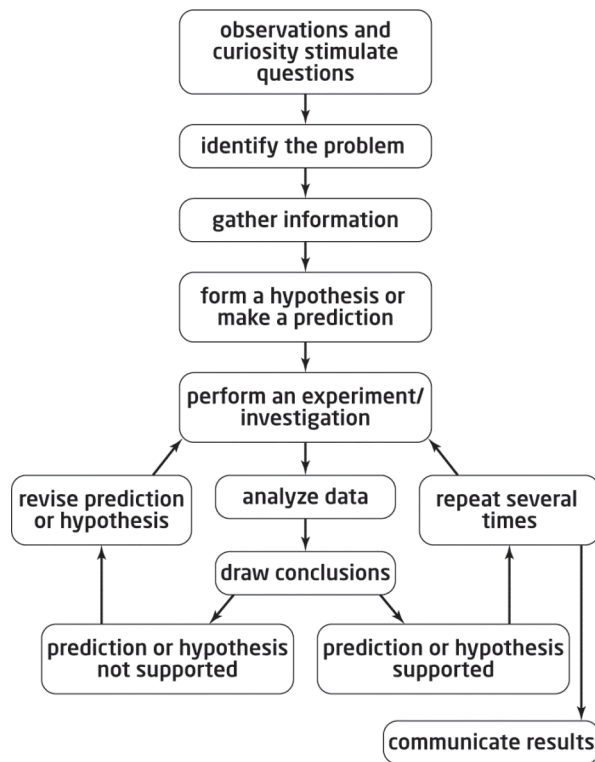 observations and
curiosity stimulate
questions
identify the problem
gather information
form a hypothesis or
make a prediction
perform an experiment/
investigation
revise prediction
or hypothesis
analyze data
repeat several
times
draw conclusions
prediction or hypothesis
not supported
prediction or hypothesis
supported
communicate results